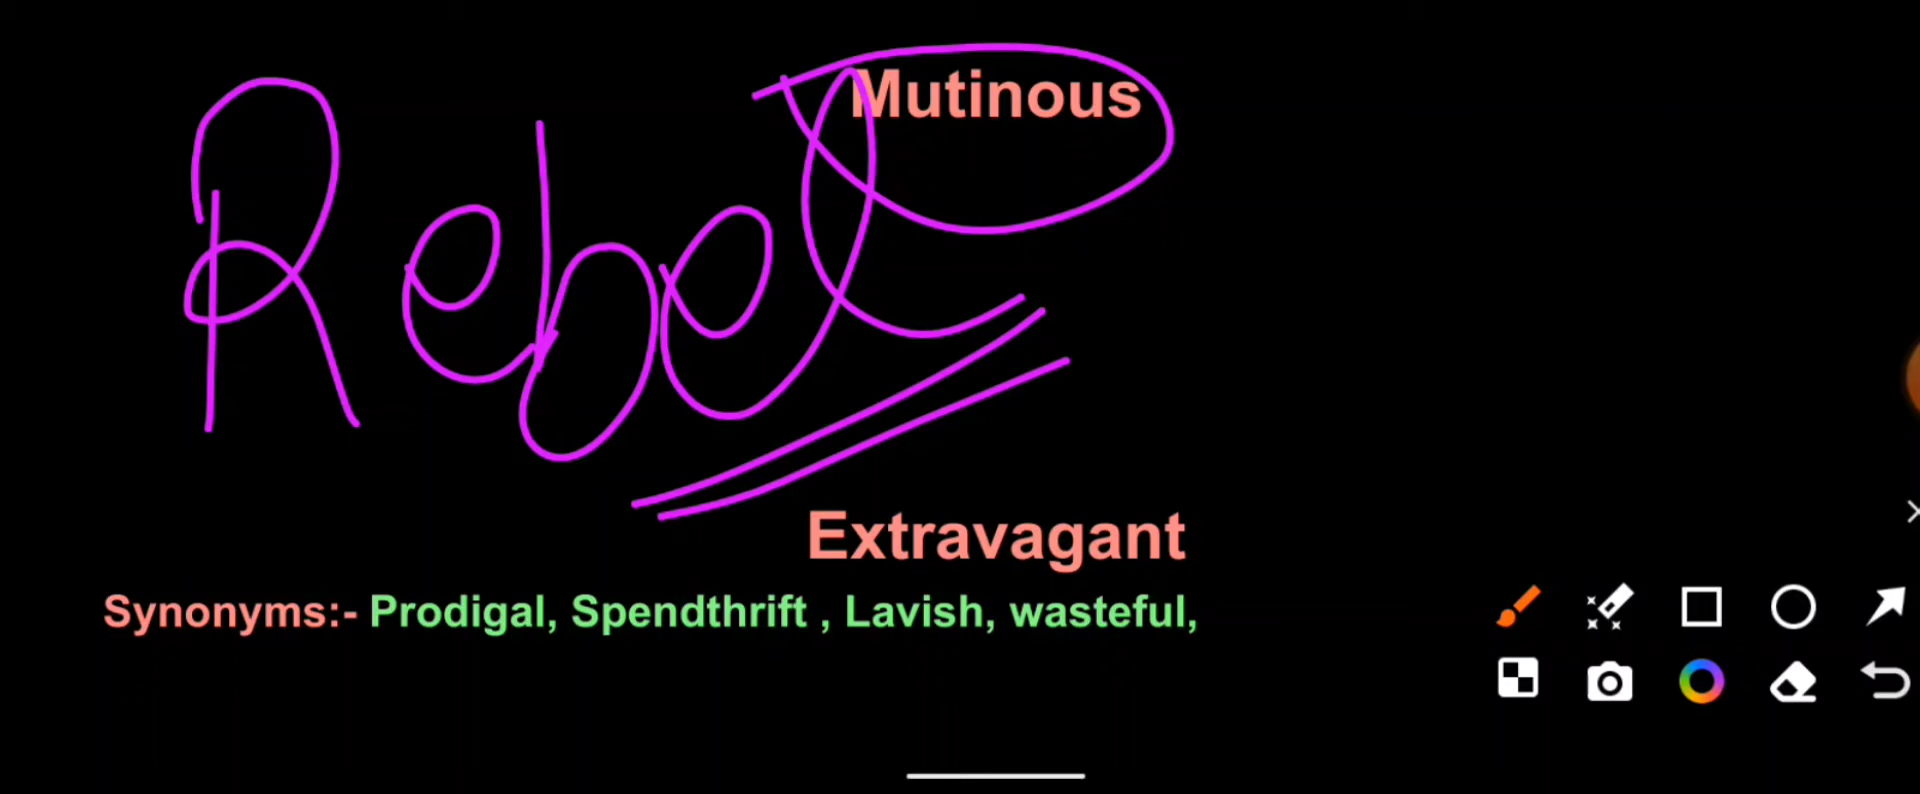 Mutinous
Rebel
Extravagant
Synonyms:- Prodigal, Spendthrift , Lavish, wasteful,